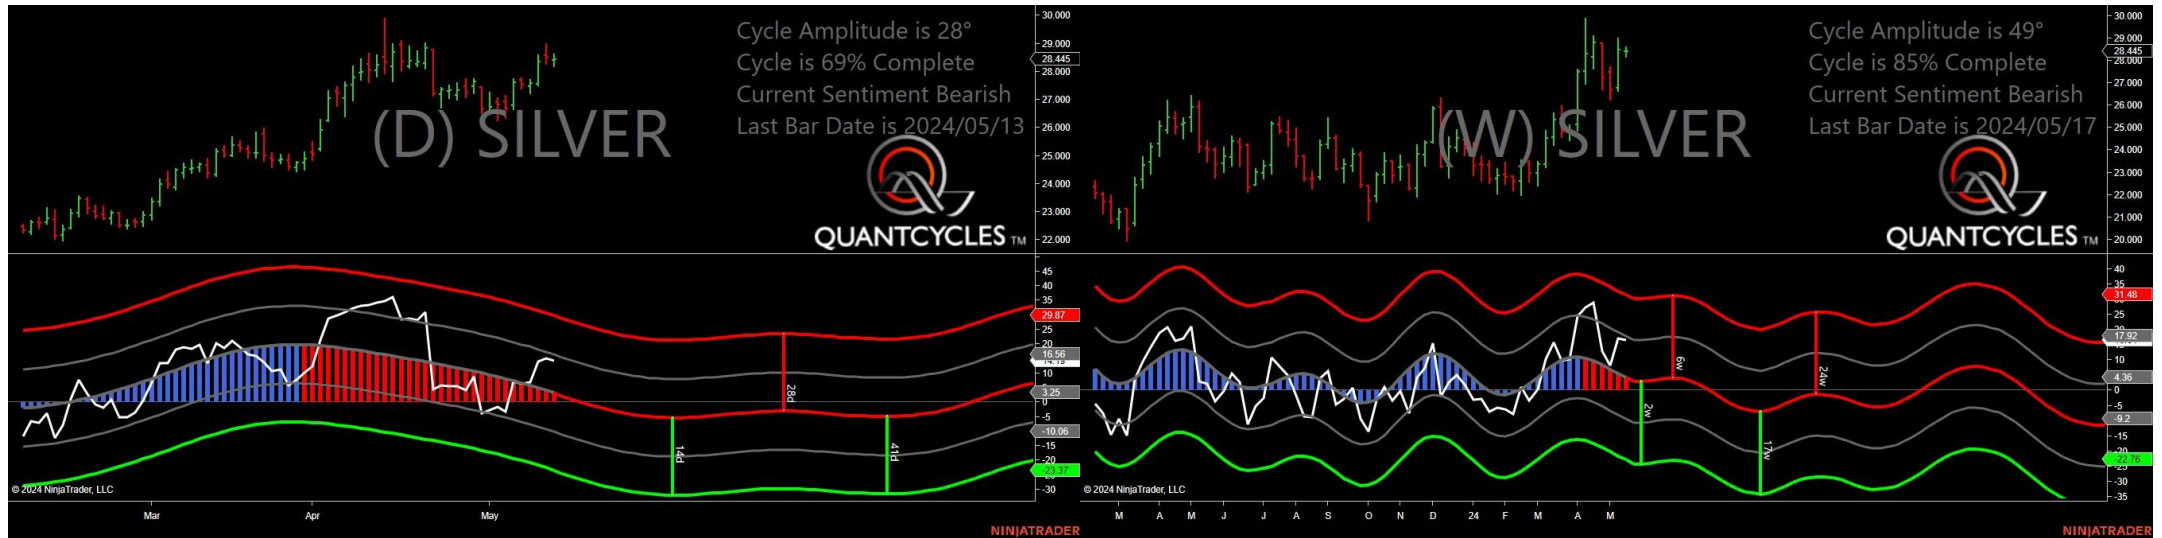 Cycle Amplitude is 28°
Cycle is 69% Complete
Current Sentiment Bearish
Last Bar Date is 2024/05/13
(D) SILVER
QUANTCYCLES TM
30.000
29.000
28.445
28.000
27.000
26.000
25.000
24.000
23.000
22.000
45
40
35
29.87
25
20
16.56
10
5
3.25
0
-5
-10.06
-15
-20
-23.37
-30
28d
14d
41d
© 2024 NinjaTrader, LLC
Mar
Apr
May
NINJATRADER
Cycle Amplitude is 49°
Cycle is 85% Complete
Current Sentiment Bearish
Last Bar Date is 2024/05/17
(W) SILVER
QUANTCYCLES TM
30.000
29.000
28.445
28.000
27.000
26.000
25.000
24.000
23.000
22.000
21.000
20.000
40
35
31.48
25
20
17.92
10
4.36
0
-9.2
-15
-20
-22.76
-25
-30
-35
6w
24w
2w
17w
© 2024 NinjaTrader, LLC
M A M J J A S O N D 24 F M A M
NINJATRADER